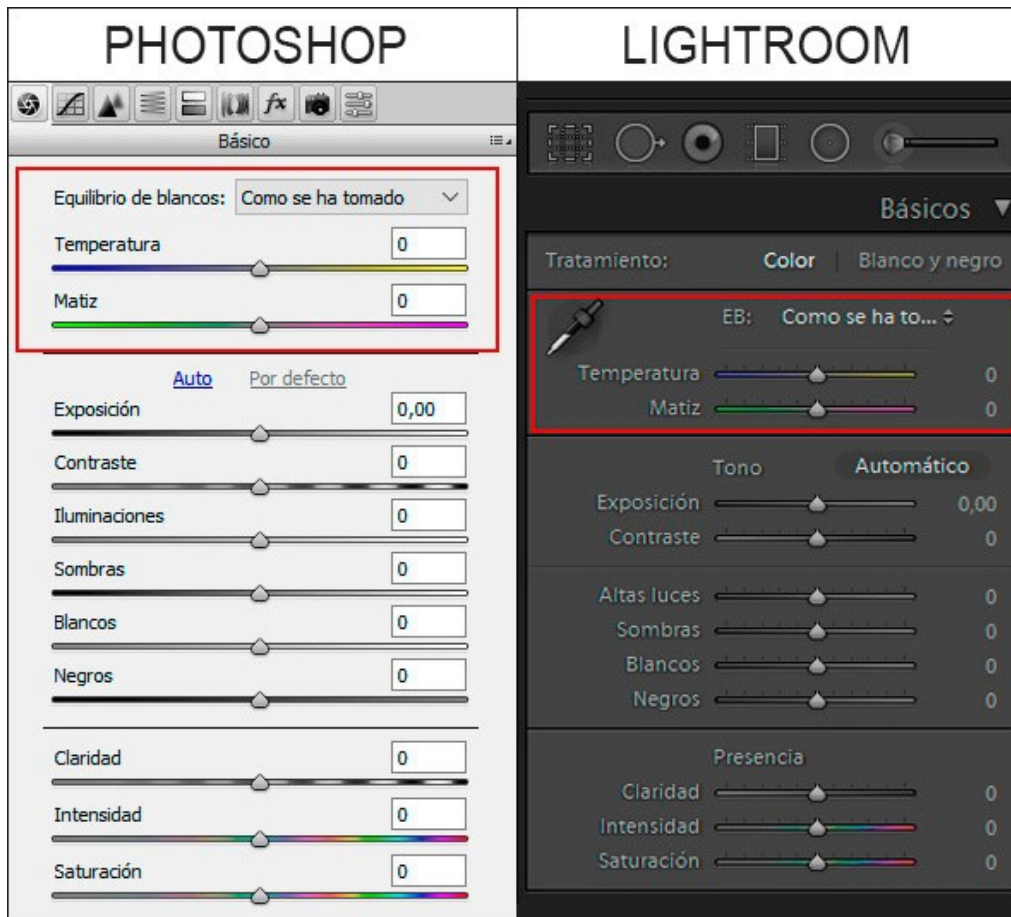 PHOTOSHOP
fx
Básico
Equilibrio de blancos: Como se ha tomado
Temperatura 0
Matiz 0
Auto Por defecto
Exposición 0,00
Contraste 0
Iluminaciones 0
Sombras 0
Blancos 0
Negros 0
Claridad 0
Intensidad 0
Saturación 0
LIGHTROOM
Básicos
Tratamiento: Color Blanco y negro
EB: Como se ha to...
Temperatura 0
Matiz 0
Tono Automático
Exposición 0,00
Contraste 0
Altas luces 0
Sombras 0
Blancos 0
Negros 0
Presencia
Claridad 0
Intensidad 0
Saturación 0